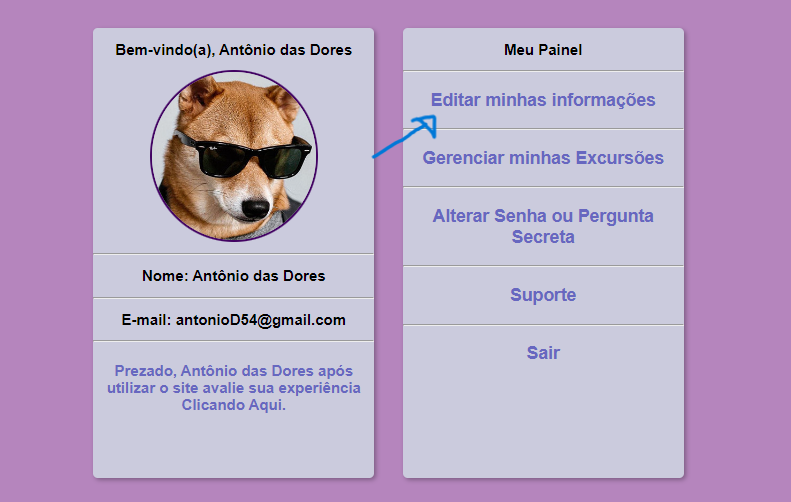 Bem-vindo(a), Antônio das Dores
Nome: Antônio das Dores
E-mail: antonioD54@gmail.com
Prezado, Antônio das Dores após
utilizar o site avalie sua experiência
Clicando Aqui.
Meu Painel
Editar minhas informações
Gerenciar minhas Excursões
Alterar Senha ou Pergunta
Secreta
Suporte
Sair